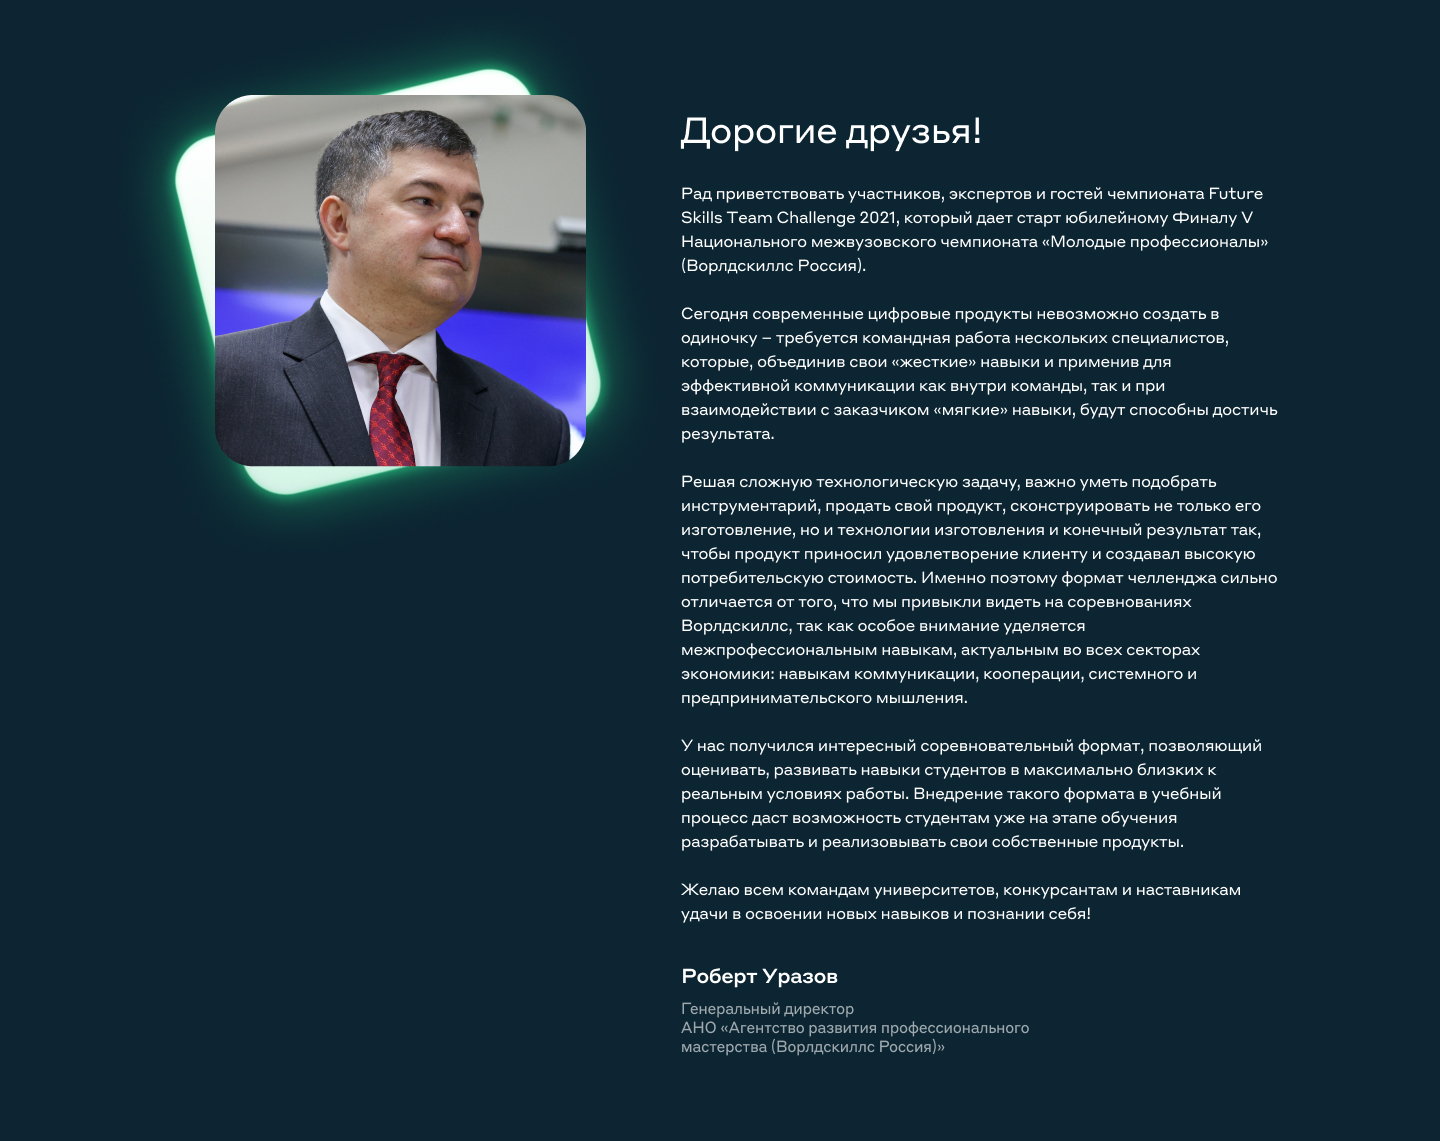 Дорогие друзья!
Рад приветствовать участников, экспертов и гостей чемпионата Future
Skills Team Challenge 2021, который дает старт юбилейному Финалу V
Национального межвузовского чемпионата «Молодые профессионалы»
(Ворлдскиллс Россия).
Сегодня современные цифровые продукты невозможно создать в
одиночку – требуется командная работа нескольких специалистов,
которые, объединив свои «жесткие» навыки и применив для
эффективной коммуникации как внутри команды, так и при
взаимодействии с заказчиком «мягкие» навыки, будут способны достичь
результата.
Решая сложную технологическую задачу, важно уметь подобрать
инструментарий, продать свой продукт, сконструировать не только его
изготовление, но и технологии изготовления и конечный результат так,
чтобы продукт приносил удовлетворение клиенту и создавал высокую
потребительскую стоимость. Именно поэтому формат челленджа сильно
отличается от того, что мы привыкли видеть на соревнованиях
Ворлдскиллс, так как особое внимание уделяется
межпрофессиональным навыкам, актуальным во всех секторах
экономики: навыкам коммуникации, кооперации, системного и
предпринимательского мышления.
У нас получился интересный соревновательный формат, позволяющий
оценивать, развивать навыки студентов в максимально близких к
реальным условиях работы. Внедрение такого формата в учебный
процесс даст возможность студентам уже на этапе обучения
разрабатывать и реализовывать свои собственные продукты.
Желаю всем командам университетов, конкурсантам и наставникам
удачи в освоении новых навыков и познании себя!
Роберт Уразов
Генеральный директор
АНО «Агентство развития профессионального
мастерства (Ворлдскиллс Россия)»